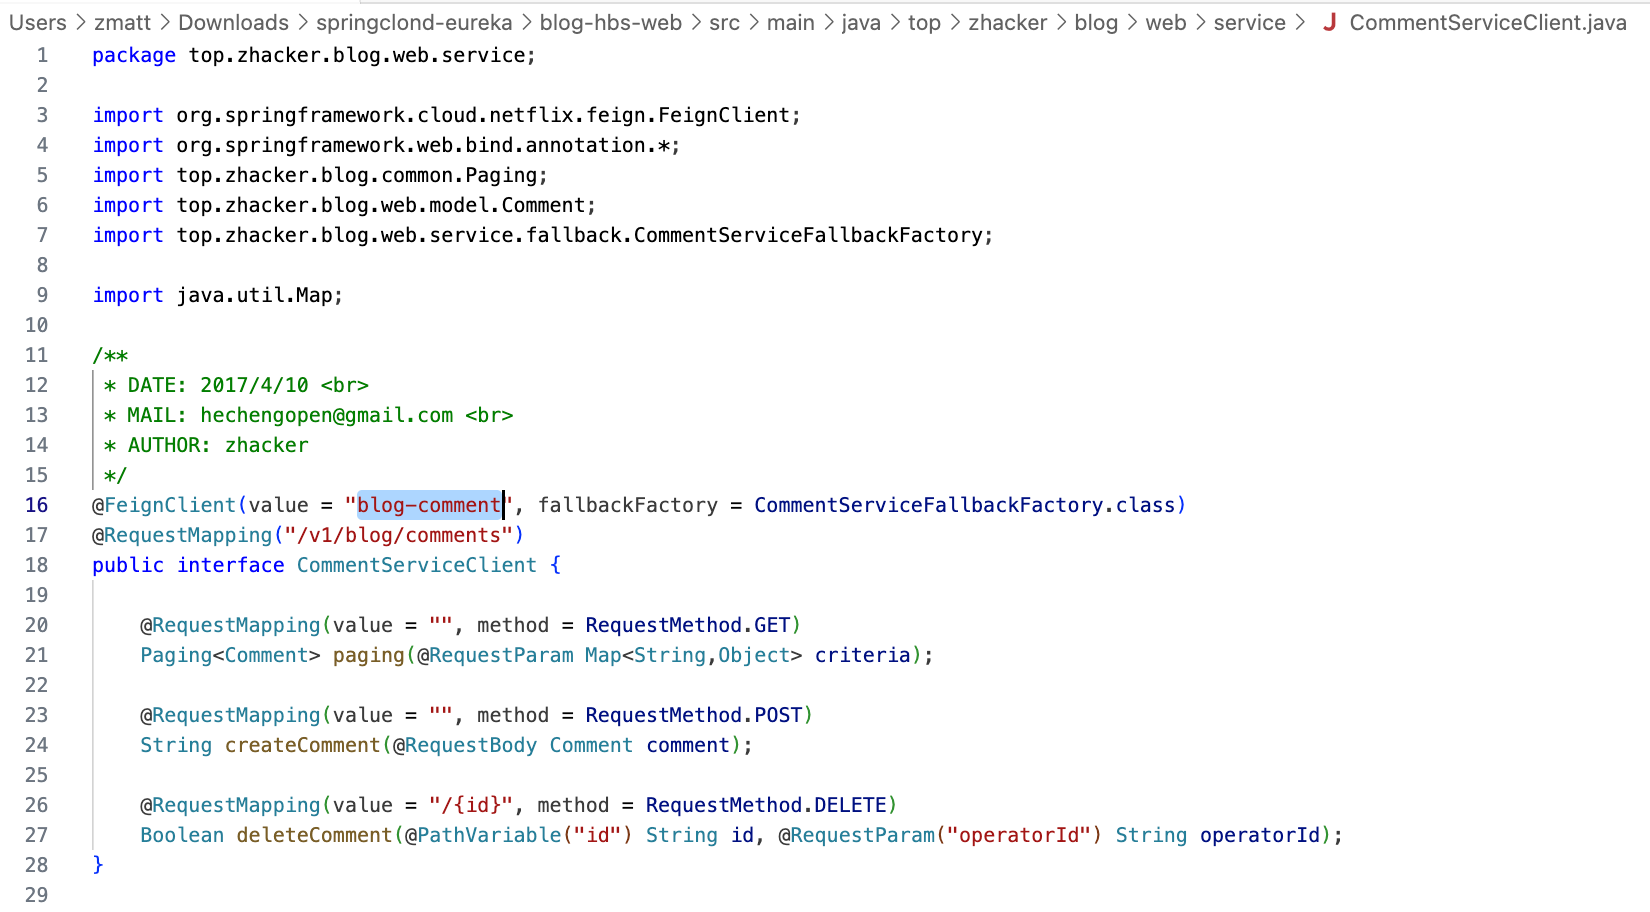 Users > zmatt > Downloads > springclond-eureka > blog-hbs-web > src > main > java > top > zhacker > blog > web > service > J CommentServiceClient.java
1 package top.zhacker.blog.web.service;
2
3 import org.springframework.cloud.netflix.feign.FeignClient;
4 import org.springframework.web.bind.annotation.*;
5 import top.zhacker.blog.common.Paging;
6 import top.zhacker.blog.web.model.Comment;
7 import top.zhacker.blog.web.service.fallback.CommentServiceFallbackFactory;
8
9 import java.util.Map;
10
11 /**
12  * DATE: 2017/4/10 <br>
13  * MAIL: hechengopen@gmail.com <br>
14  * AUTHOR: zhacker
15  */
16 @FeignClient(value = "blog-comment", fallbackFactory = CommentServiceFallbackFactory.class)
17 @RequestMapping("/v1/blog/comments")
18 public interface CommentServiceClient {
19
20     @RequestMapping(value = "", method = RequestMethod.GET)
21     Paging<Comment> paging(@RequestParam Map<String,Object> criteria);
22
23     @RequestMapping(value = "", method = RequestMethod.POST)
24     String createComment(@RequestBody Comment comment);
25
26     @RequestMapping(value = "/{id}", method = RequestMethod.DELETE)
27     Boolean deleteComment(@PathVariable("id") String id, @RequestParam("operatorId") String operatorId);
28 }
29